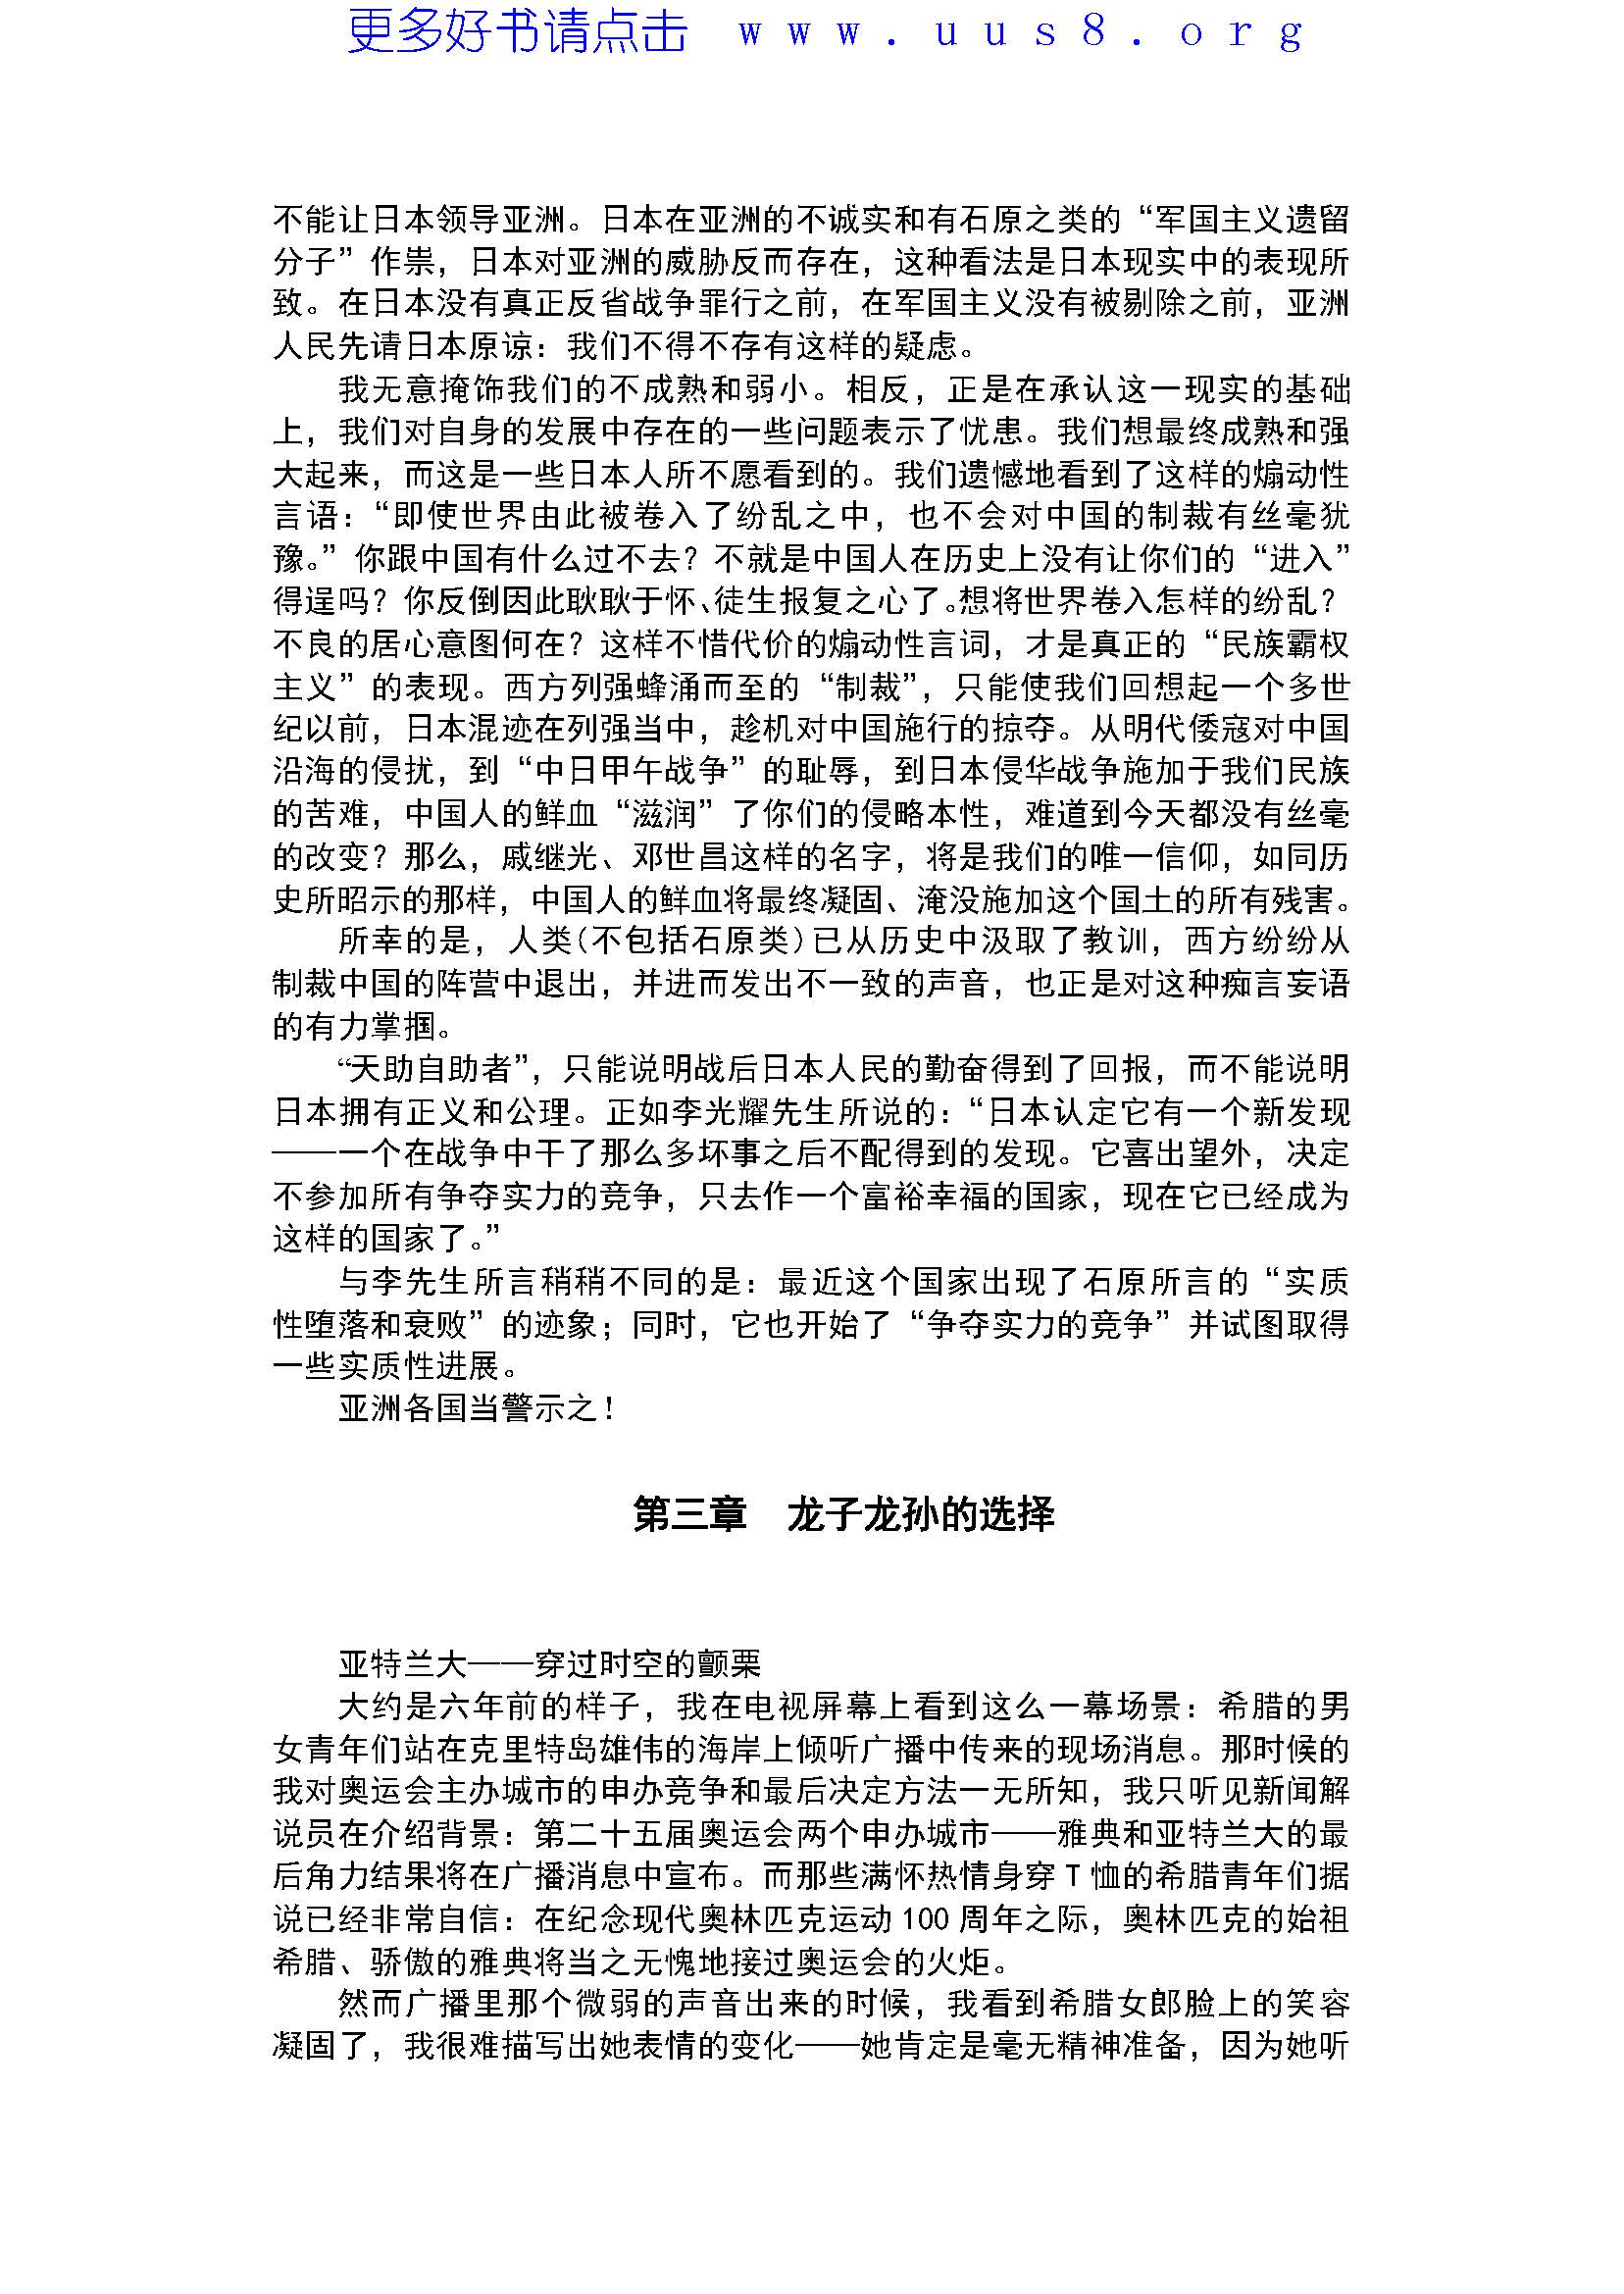 更多好书请点击 www.uus8.org
不能让日本领导亚洲。日本在亚洲的不诚实和有石原之类的“军国主义遗留
分子”作祟，日本对亚洲的威胁反而存在，这种看法是日本现实中的表现所
致。在日本没有真正反省战争罪行之前，在军国主义没有被剔除之前，亚洲
人民先请日本原谅：我们不得不存有这样的疑虑。
我无意掩饰我们的不成熟和弱小。相反，正是在承认这一现实的基础
上，我们对自身的发展中存在的一些问题表示了忧患。我们想最终成熟和强
大起来，而这是一些日本人所不愿看到的。我们遗憾地看到了这样的煽动性
言语：“即使世界由此被卷入了纷乱之中，也不会对中国的制裁有丝毫犹
豫。”你跟中国有什么过不去？不就是中国人在历史上没有让你们的“进入”
得逞吗？你反倒因此耿耿于怀、徒生报复之心了。想将世界卷入怎样的纷乱？
不良的居心意图何在？这样不惜代价的煽动性言词，才是真正的“民族霸权
主义”的表现。西方列强蜂涌而至的“制裁”，只能使我们回想起一个多世
纪以前，日本混迹在列强当中，趁机对中国施行的掠夺。从明代倭寇对中国
沿海的侵扰，到“中日甲午战争”的耻辱，到日本侵华战争施加于我们民族
的苦难，中国人的鲜血“滋润”了你们的侵略本性，难道到今天都没有丝毫
的改变？那么，戚继光、邓世昌这样的名字，将是我们的唯一信仰，如同历
史所昭示的那样，中国人的鲜血将最终凝固、淹没施加这个国土的所有残害。
所幸的是，人类(不包括石原类)已从历史中汲取了教训，西方纷纷从
制裁中国的阵营中退出，并进而发出不一致的声音，也正是对这种痴言妄语
的有力掌掴。
“天助自助者”，只能说明战后日本人民的勤奋得到了回报，而不能说明
日本拥有正义和公理。正如李光耀先生所说的：“日本认定它有一个新发现
——一个在战争中干了那么多坏事之后不配得到的发现。它喜出望外，决定
不参加所有争夺实力的竞争，只去作一个富裕幸福的国家，现在它已经成为
这样的国家了。”
与李先生所言稍稍不同的是：最近这个国家出现了石原所言的“实质
性堕落和衰败”的迹象；同时，它也开始了“争夺实力的竞争”并试图取得
一些实质性进展。
亚洲各国当警示之！
第三章　龙子龙孙的选择
亚特兰大——穿过时空的颤栗
大约是六年前的样子，我在电视屏幕上看到这么一幕场景：希腊的男
女青年们站在克里特岛雄伟的海岸上倾听广播中传来的现场消息。那时候的
我对奥运会主办城市的申办竞争和最后决定方法一无所知，我只听见新闻解
说员在介绍背景：第二十五届奥运会两个申办城市——雅典和亚特兰大的最
后角力结果将在广播消息中宣布。而那些满怀热情身穿 T 恤的希腊青年们据
说已经非常自信：在纪念现代奥林匹克运动 100 周年之际，奥林匹克的始祖
希腊、骄傲的雅典将当之无愧地接过奥运会的火炬。
然而广播里那个微弱的声音出来的时候，我看到希腊女郎脸上的笑容
凝固了，我很难描写出她表情的变化——她肯定是毫无精神准备，因为她听